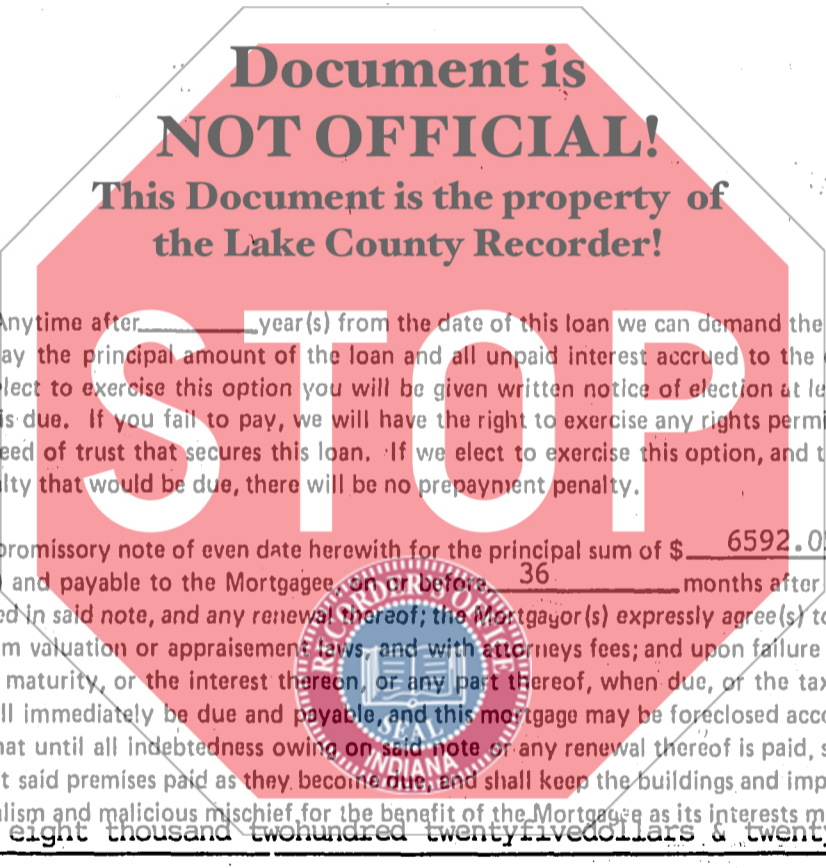 Document is
NOT OFFICIAL!
This Document is the property of
the Lake County Recorder!
STOP
Anytime after________year(s) from the date of this loan we can demand the
ay the principal amount of the loan and all unpaid interest accrued to the
lect to exercise this option you will be given written notice of election at le
is due. If you fail to pay, we will have the right to exercise any rights permi
eed of trust that secures this loan. If we elect to exercise this option, and t
lty that would be due, there will be no prepayment penalty.
promissory note of even date herewith for the principal sum of $ 6592.0
and payable to the Mortgagee, on or before 36 months after
ed in said note, and any renewal thereof; the Mortgagor(s) expressly agree(s) to
m valuation or appraisement laws, and with attorneys fees; and upon failure
maturity, or the interest thereon, or any part thereof, when due, or the tax
ll immediately be due and payable, and this mortgage may be foreclosed acc
hat until all indebtedness owing on said note or any renewal thereof is paid, s
t said premises paid as they become due, and shall keep the buildings and imp
lism and malicious mischief for the benefit of the Mortgagee as its interests m
eight thousand twohundred twentyfivedollars & twent
RECORDER OF THE
SEAL
INDIANA